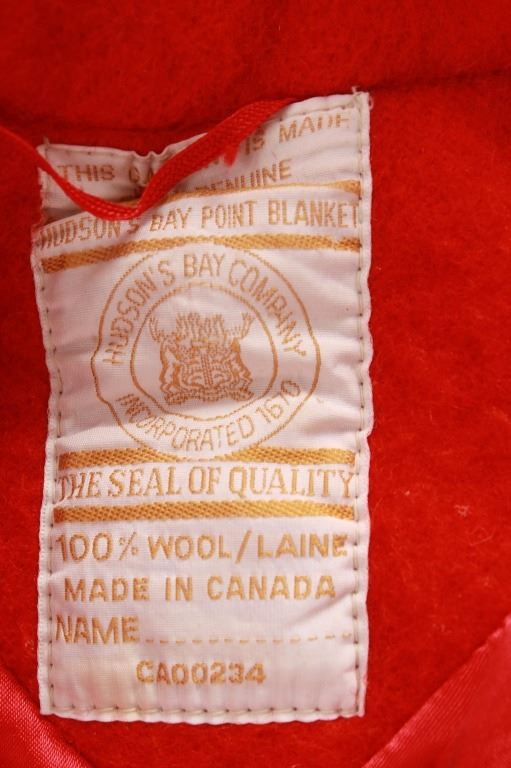 THIS IS MADE
GENUINE
HUDSON'S BAY POINT BLANKET
HUDSON'S BAY COMPANY
INCORPORATED 1670
THE SEAL OF QUALITY
100% WOOL/LAINE
MADE IN CANADA
NAME
CA00234